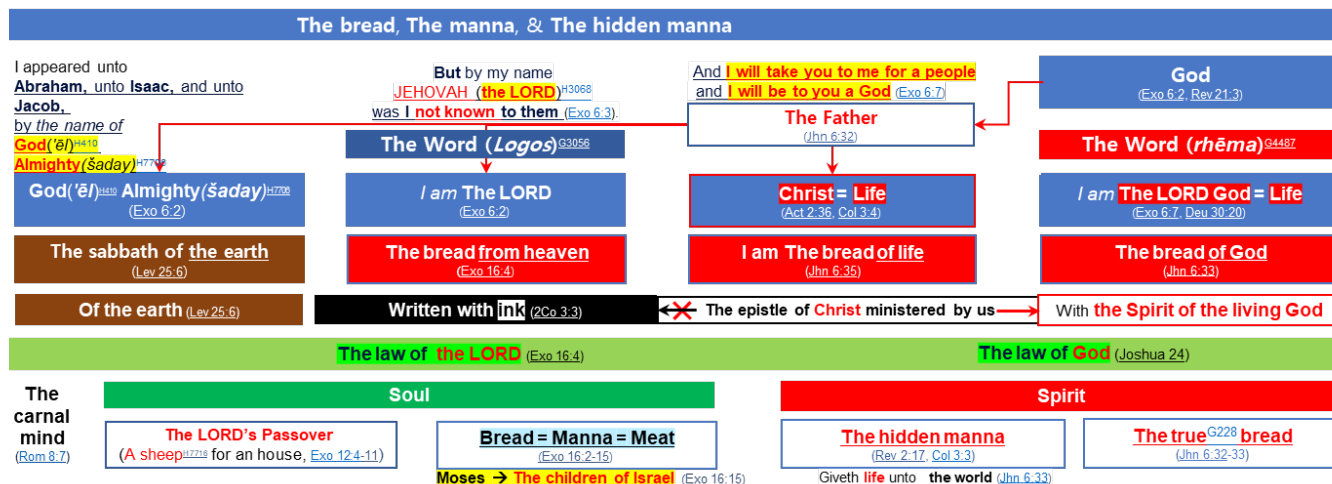 The bread, The manna, & The hidden manna
I appeared unto
Abraham, unto Isaac, and unto
Jacob,
by the name of
God('ēl)H410
Almighty(šaday)H7706
But by my name
JEHOVAH (the LORD)H3068
was I not known to them (Exo 6:3).
And I will take you to me for a people
and I will be to you a God (Exo 6:7)
The Father
(Jhn 6:32)
God
(Exo 6:2, Rev 21:3)
The Word (Logos)G3056
The Word (rhēma)G4487
God('ēl)H410 Almighty(šaday)H7706
(Exo 6:2)
I am The LORD
(Exo 6:2)
Christ = Life
(Act 2:36, Col 3:4)
I am The LORD God = Life
(Exo 6:7, Deu 30:20)
The sabbath of the earth
(Lev 25:6)
The bread from heaven
(Exo 16:4)
I am The bread of life
(Jhn 6:35)
The bread of God
(Jhn 6:33)
Of the earth (Lev 25:6)
Written with ink (2Co 3:3)
The epistle of Christ ministered by us
With the Spirit of the living God
The law of the LORD (Exo 16:4)
The law of God (Joshua 24)
The
carnal
mind
(Rom 8:7)
Soul
Spirit
The LORD's Passover
(A sheepH7716 for an house, Exo 12:4-11)
Bread = Manna = Meat
(Exo 16:2-15)
Moses → The children of Israel (Exo 16:15)
The hidden manna
(Rev 2:17, Col 3:3)
Giveth life unto the world (Jhn 6:33)
The trueG228 bread
(Jhn 6:32-33)